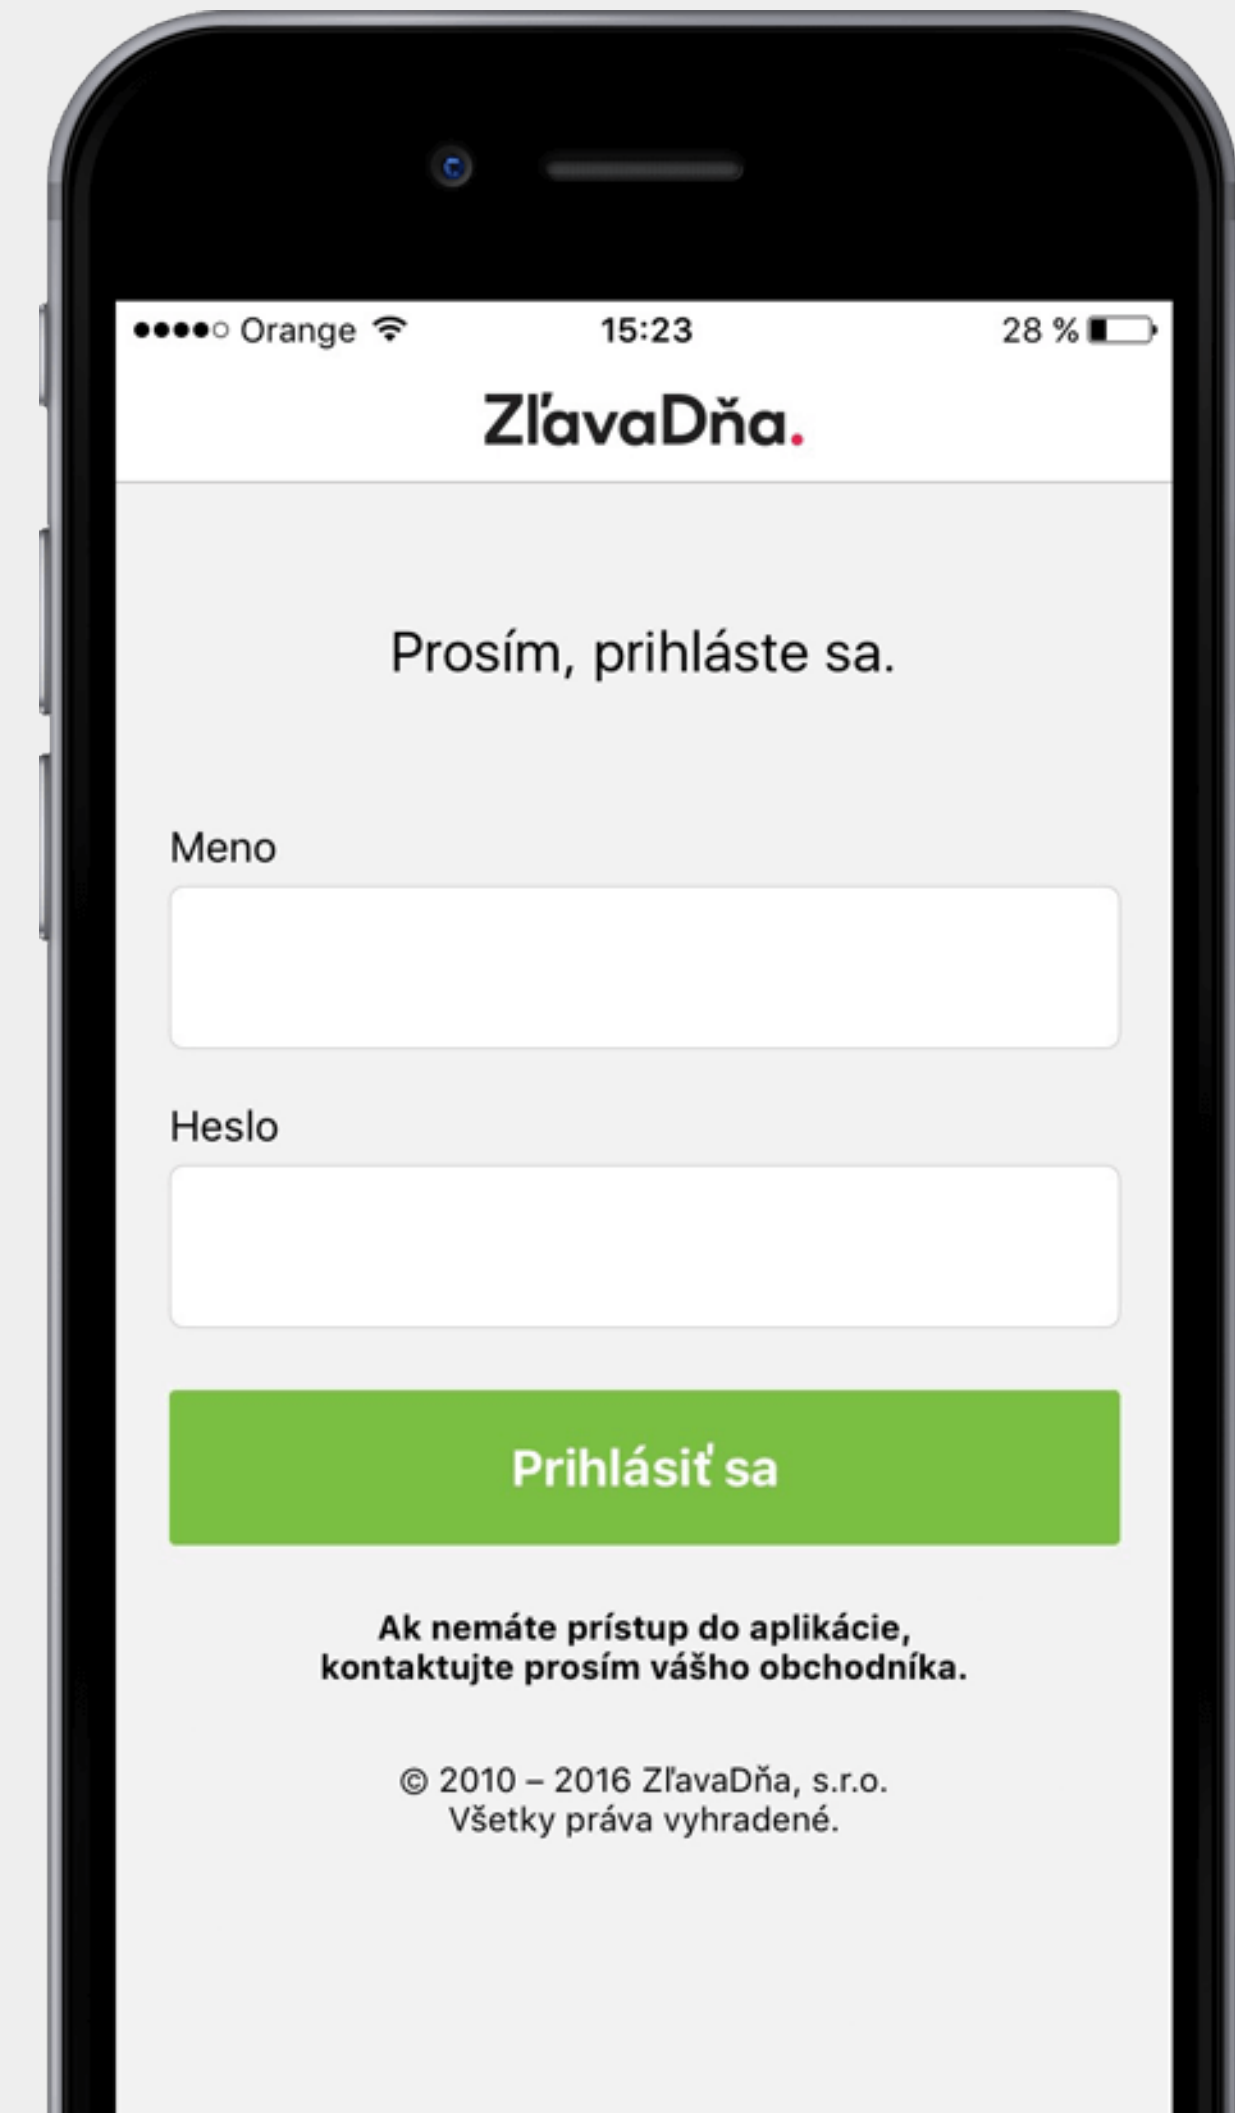 Orange 15:23 28 %
ZľavaDňa.
Prosím, prihláste sa.
Meno
Heslo
Prihlásiť sa
Ak nemáte prístup do aplikácie,
kontaktujte prosím vášho obchodníka.
© 2010 – 2016 ZľavaDňa, s.r.o.
Všetky práva vyhradené.